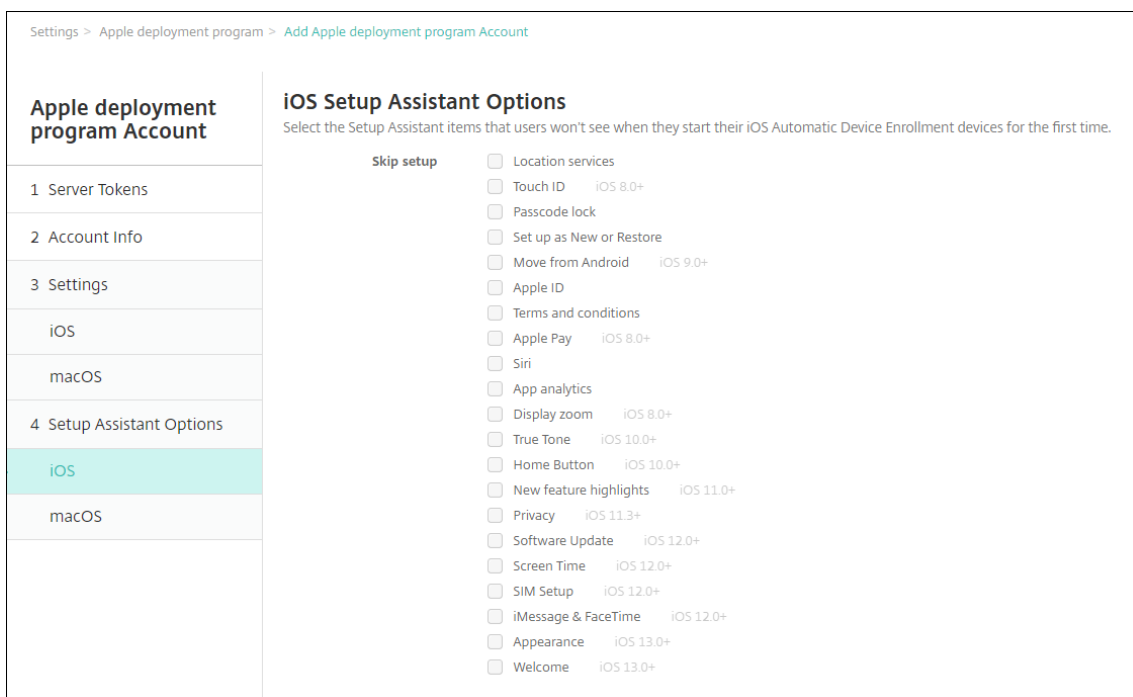 Settings > Apple deployment program > Add Apple deployment program Account
Apple deployment
program Account
1 Server Tokens
2 Account Info
3 Settings
iOS
macOS
4 Setup Assistant Options
iOS
macOS
iOS Setup Assistant Options
Select the Setup Assistant items that users won't see when they start their iOS Automatic Device Enrollment devices for the first time.
Skip setup
Location services
Touch ID iOS 8.0+
Passcode lock
Set up as New or Restore
Move from Android iOS 9.0+
Apple ID
Terms and conditions
Apple Pay iOS 8.0+
Siri
App analytics
Display zoom iOS 8.0+
True Tone iOS 10.0+
Home Button iOS 10.0+
New feature highlights iOS 11.0+
Privacy iOS 11.3+
Software Update iOS 12.0+
Screen Time iOS 12.0+
SIM Setup iOS 12.0+
iMessage & FaceTime iOS 12.0+
Appearance iOS 13.0+
Welcome iOS 13.0+